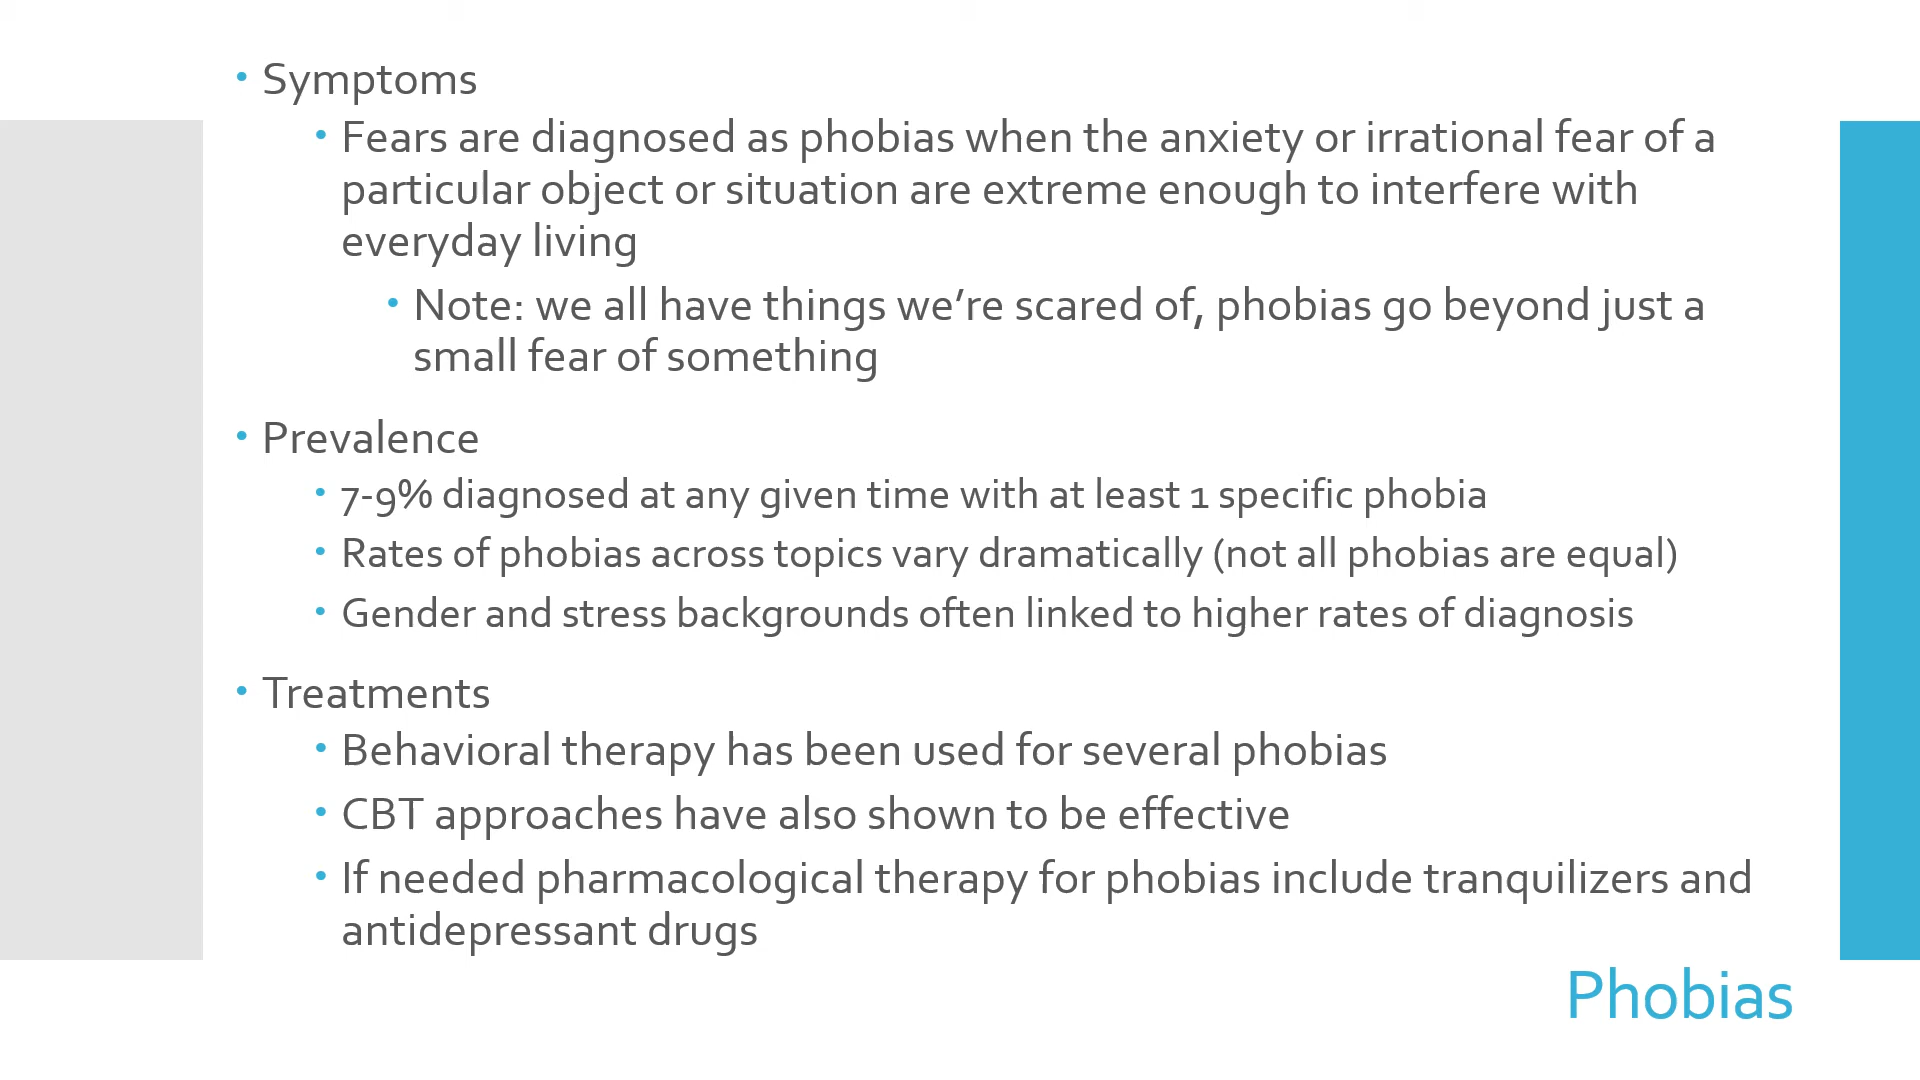 • Symptoms
• Fears are diagnosed as phobias when the anxiety or irrational fear of a
particular object or situation are extreme enough to interfere with
everyday living
• Note: we all have things we’re scared of, phobias go beyond just a
small fear of something
• Prevalence
• 7-9% diagnosed at any given time with at least 1 specific phobia
• Rates of phobias across topics vary dramatically (not all phobias are equal)
• Gender and stress backgrounds often linked to higher rates of diagnosis
• Treatments
• Behavioral therapy has been used for several phobias
• CBT approaches have also shown to be effective
• If needed pharmacological therapy for phobias include tranquilizers and
antidepressant drugs
Phobias